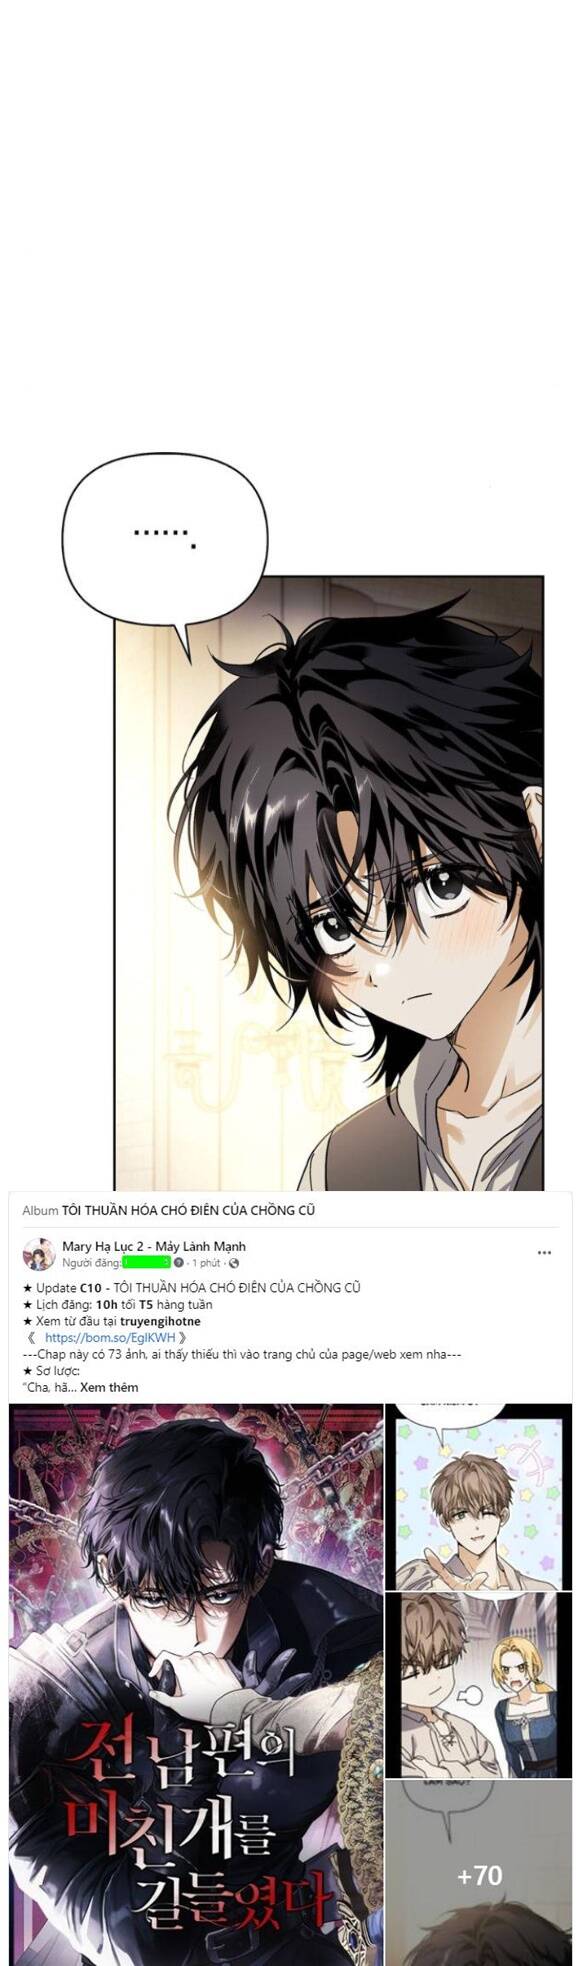 .......
Album TÔI THUẦN HÓA CHÓ ĐIÊN CỦA CHỒNG CŨ
Mary Hạ Lục 2 - Mảy Lảnh Mạnh
Người đăng: · 1 phút ·
★ Update C10 - TÔI THUẦN HÓA CHÓ ĐIÊN CỦA CHỒNG CŨ
★ Lịch đăng: 10h tối T5 hàng tuần
★ Xem từ đầu tại truyengihotne
《 https://bom.so/EglKWH 》
---Chap này có 73 ảnh, ai thấy thiếu thì vào trang chủ của page/web xem nha---
★ Sơ lược:
“Cha, hã... Xem thêm
전 남편의
미친개를
길들였다
+70